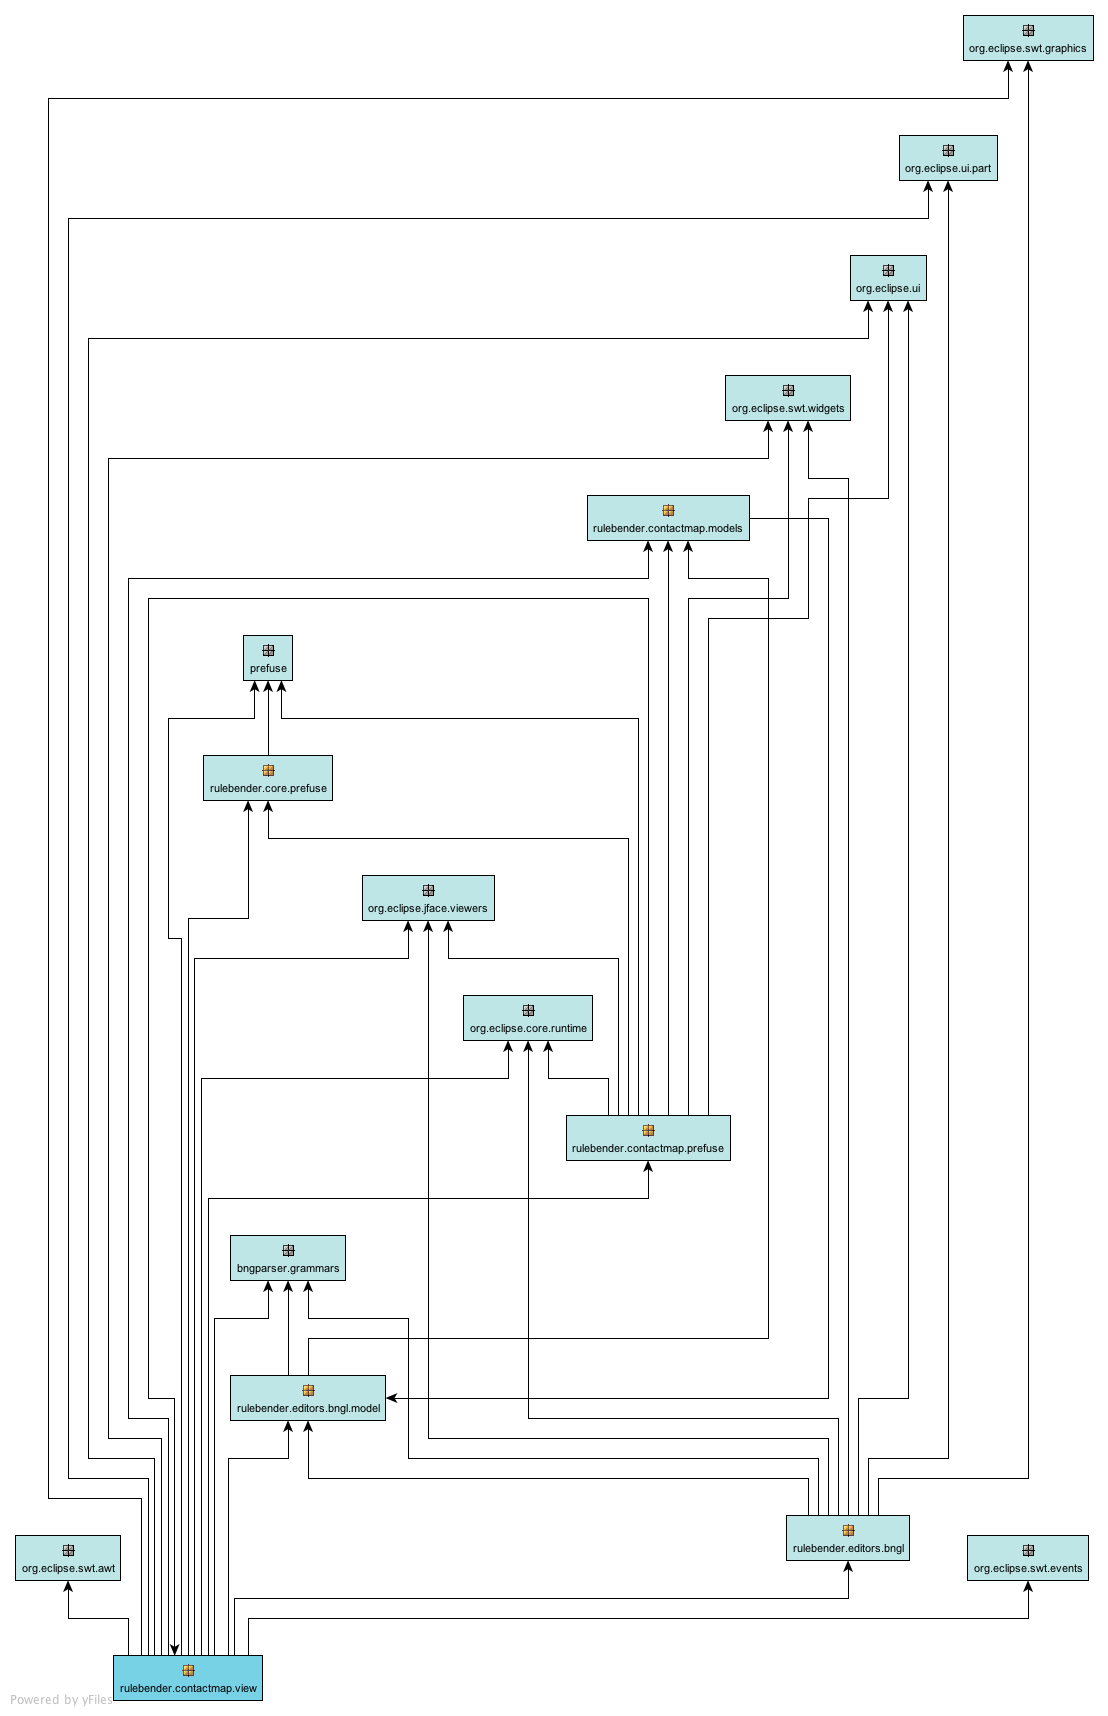 org.eclipse.swt.graphics
org.eclipse.ui.part
org.eclipse.ui
org.eclipse.swt.widgets
rulebender.contactmap.models
prefuse
rulebender.core.prefuse
org.eclipse.jface.viewers
org.eclipse.core.runtime
rulebender.contactmap.prefuse
bngparser.grammars
rulebender.editors.bngl.model
rulebender.editors.bngl
org.eclipse.swt.awt
org.eclipse.swt.events
rulebender.contactmap.view
Powered by yFiles